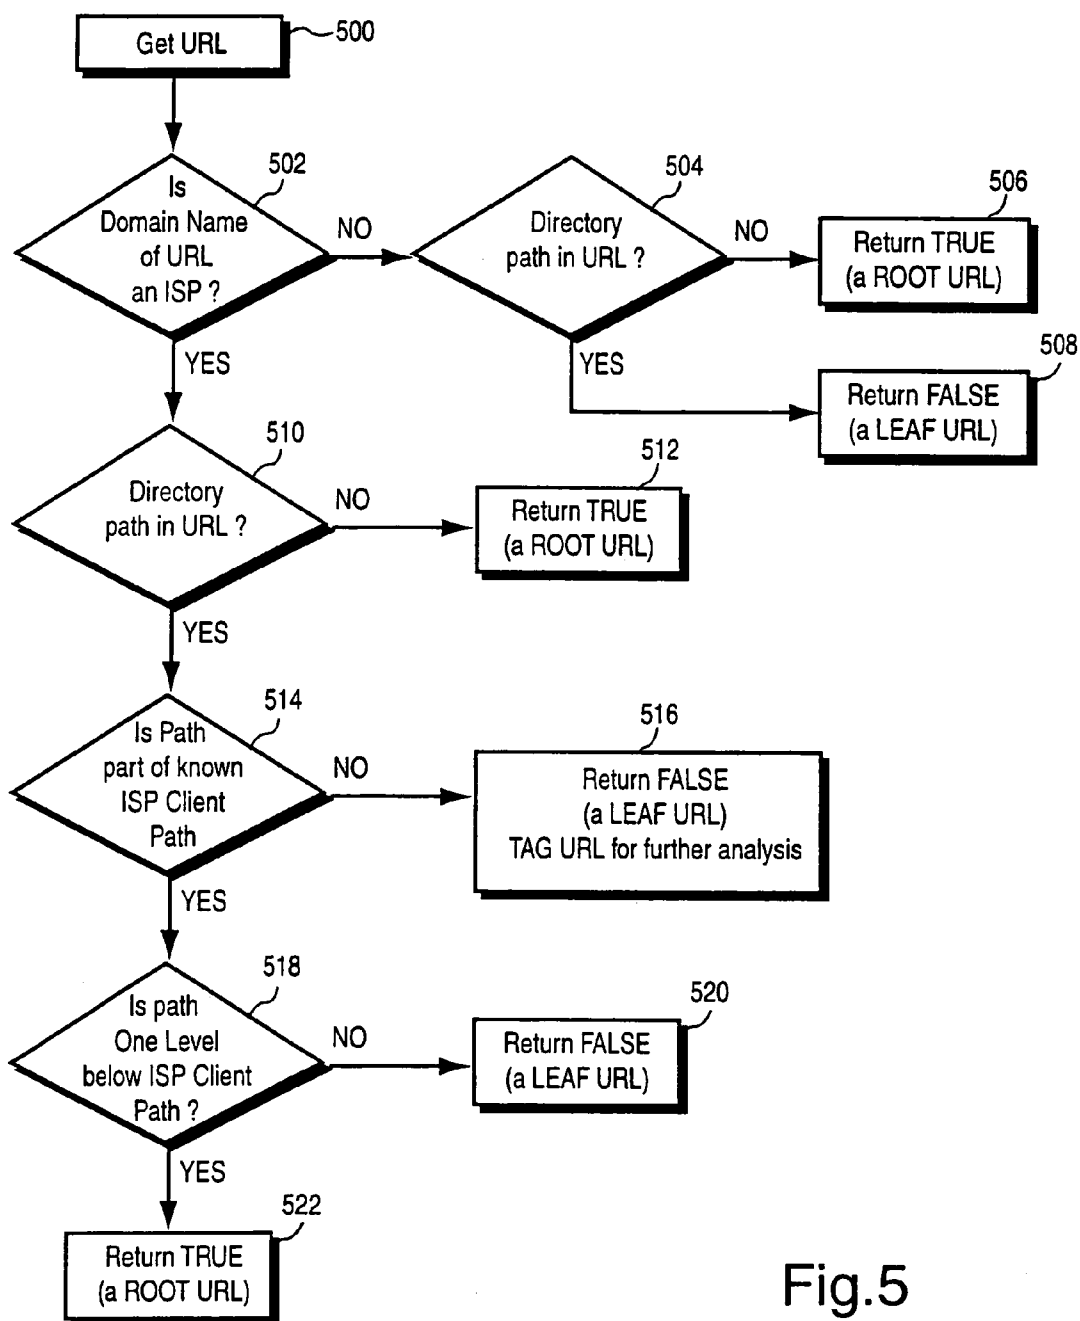 Get URL
500
Is
Domain Name
of URL
an ISP ?
502
NO
YES
Directory
path in URL ?
504
NO
YES
Return TRUE
(a ROOT URL)
506
Return FALSE
(a LEAF URL)
508
Directory
path in URL ?
510
NO
YES
Return TRUE
(a ROOT URL)
512
Is Path
part of known
ISP Client
Path
514
NO
YES
Return FALSE
(a LEAF URL)
TAG URL for further analysis
516
Is path
One Level
below ISP Client
Path ?
518
NO
YES
Return FALSE
(a LEAF URL)
520
Return TRUE
(a ROOT URL)
522
Fig.5